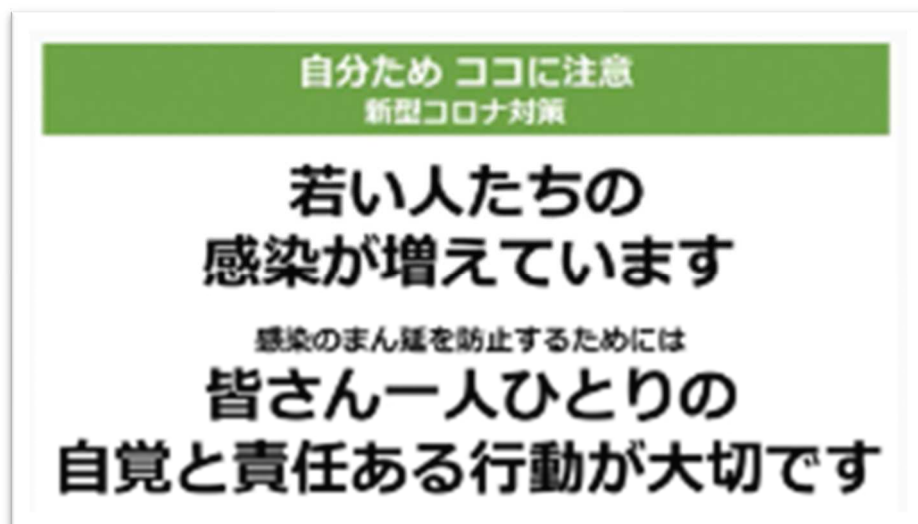 自分ため ココに注意
新型コロナ対策
若い人たちの
感染が増えています
感染のまん延を防止するためには
皆さん一人ひとりの
自覚と責任ある行動が大切です